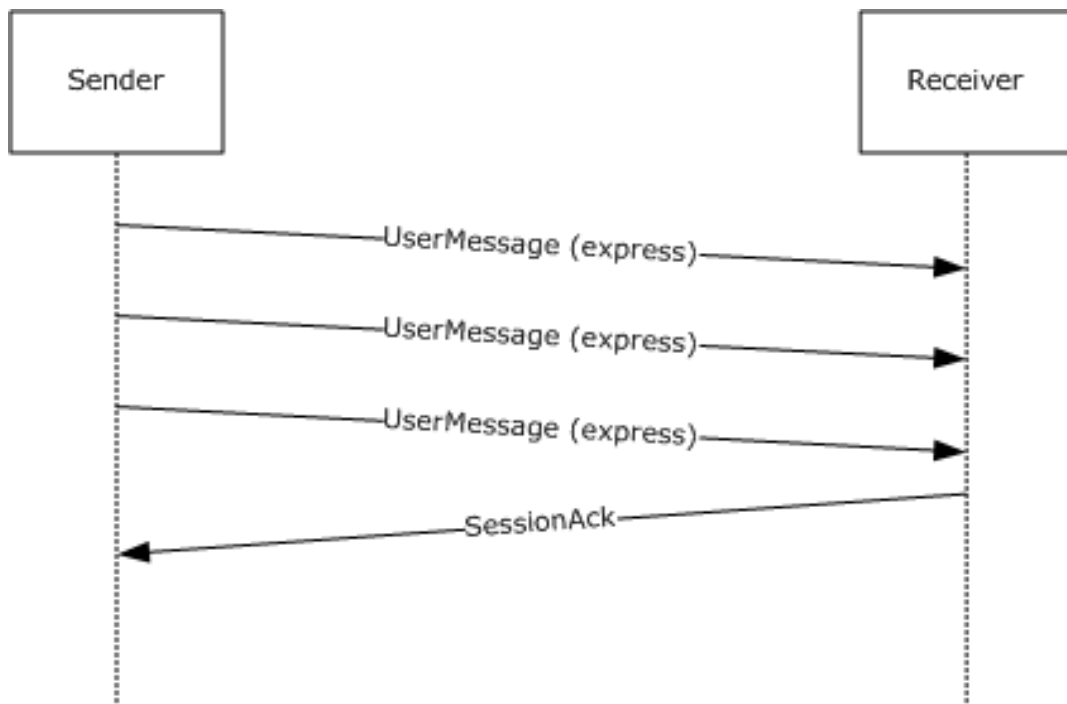 Sender
Receiver
UserMessage (express)
UserMessage (express)
UserMessage (express)
SessionAck